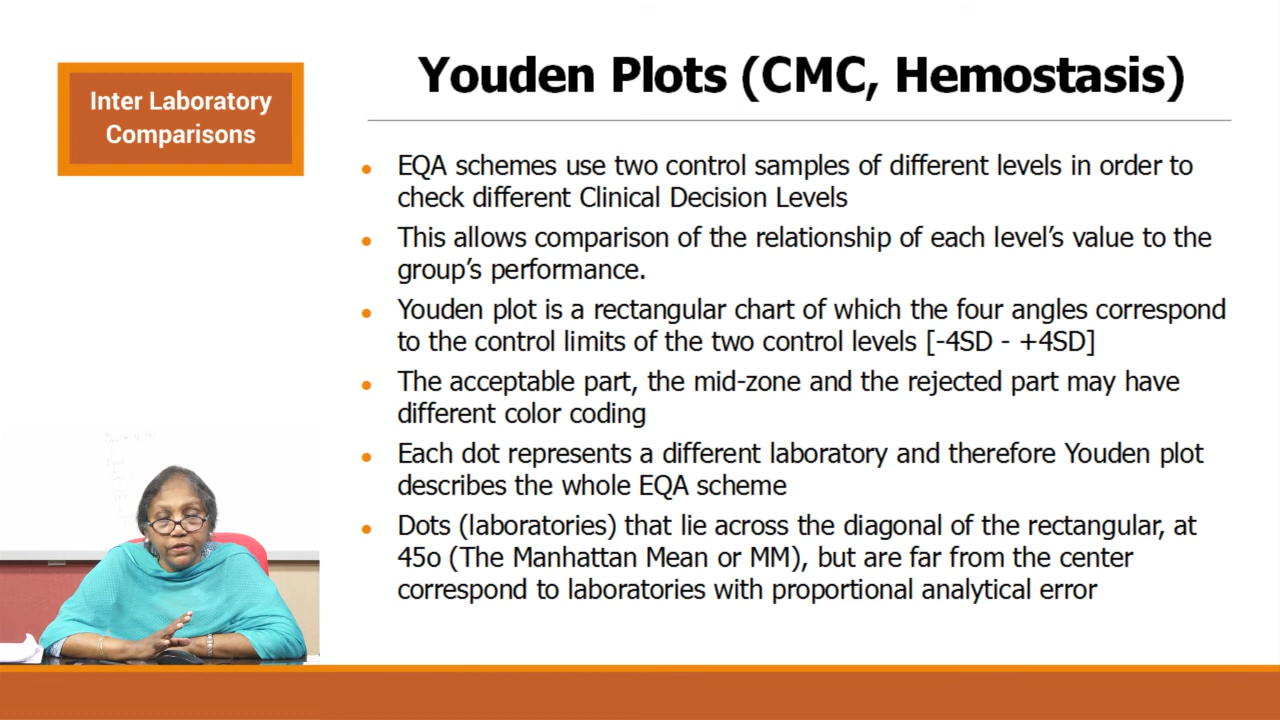 Inter Laboratory
Comparisons
Youden Plots (CMC, Hemostasis)
• EQA schemes use two control samples of different levels in order to
check different Clinical Decision Levels
• This allows comparison of the relationship of each level’s value to the
group’s performance.
• Youden plot is a rectangular chart of which the four angles correspond
to the control limits of the two control levels [-4SD - +4SD]
• The acceptable part, the mid-zone and the rejected part may have
different color coding
• Each dot represents a different laboratory and therefore Youden plot
describes the whole EQA scheme
• Dots (laboratories) that lie across the diagonal of the rectangular, at
45o (The Manhattan Mean or MM), but are far from the center
correspond to laboratories with proportional analytical error